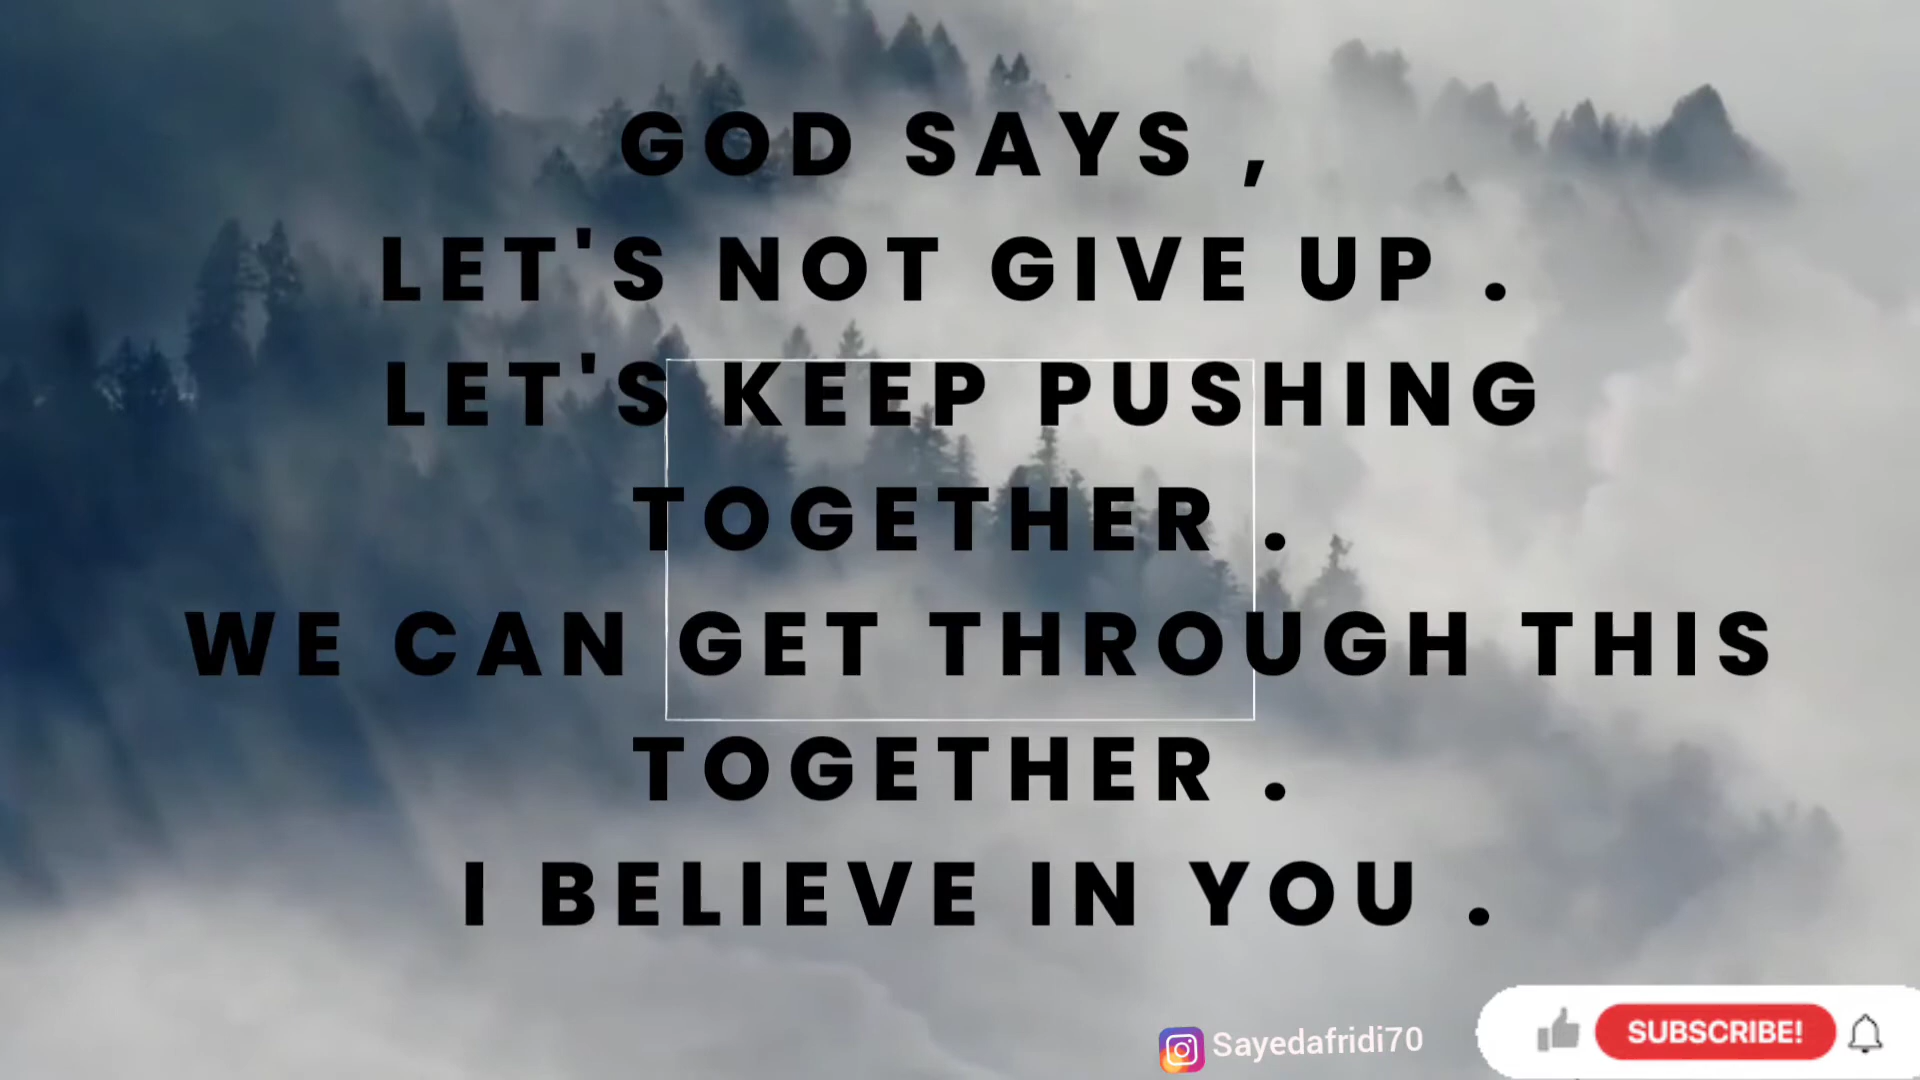 GOD SAYS ,
LET'S NOT GIVE UP .
LET'S KEEP PUSHING
TOGETHER .
WE CAN GET THROUGH THIS
TOGETHER .
I BELIEVE IN YOU .
Sayedafridi70
SUBSCRIBE!